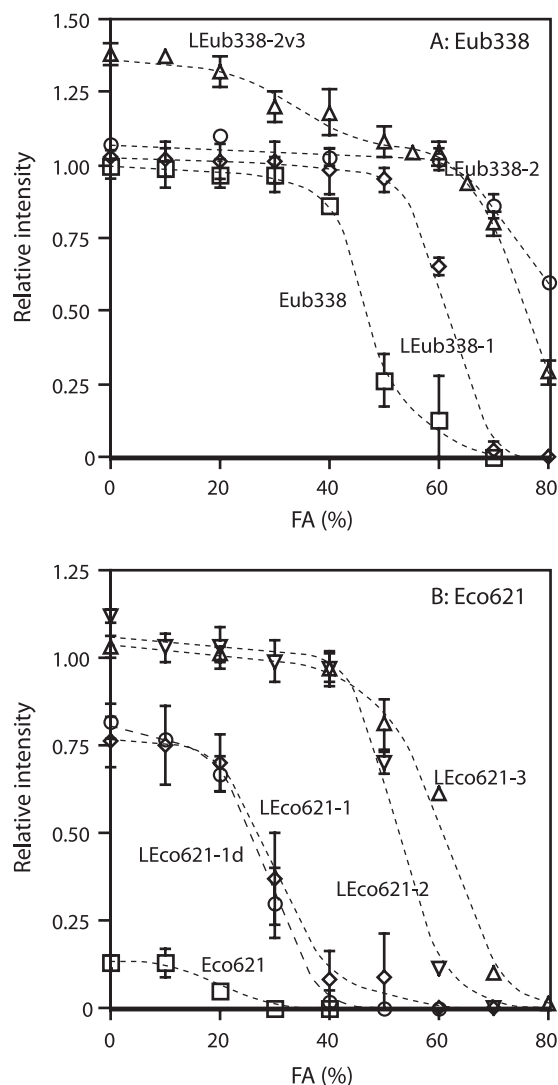 1.50
LEub338-2v3
A: Eub338
1.25
1.00
LEub338-2
0.75
Relative intensity
Eub338
0.50
LEub338-1
0.25
0
0 20 40 60 80
FA (%)
1.25
B: Eco621
1.00
0.75
Relative intensity
LEco621-3
LEco621-1
0.50
LEco621-1d
LEco621-2
0.25
Eco621
0
0 20 40 60 80
FA (%)